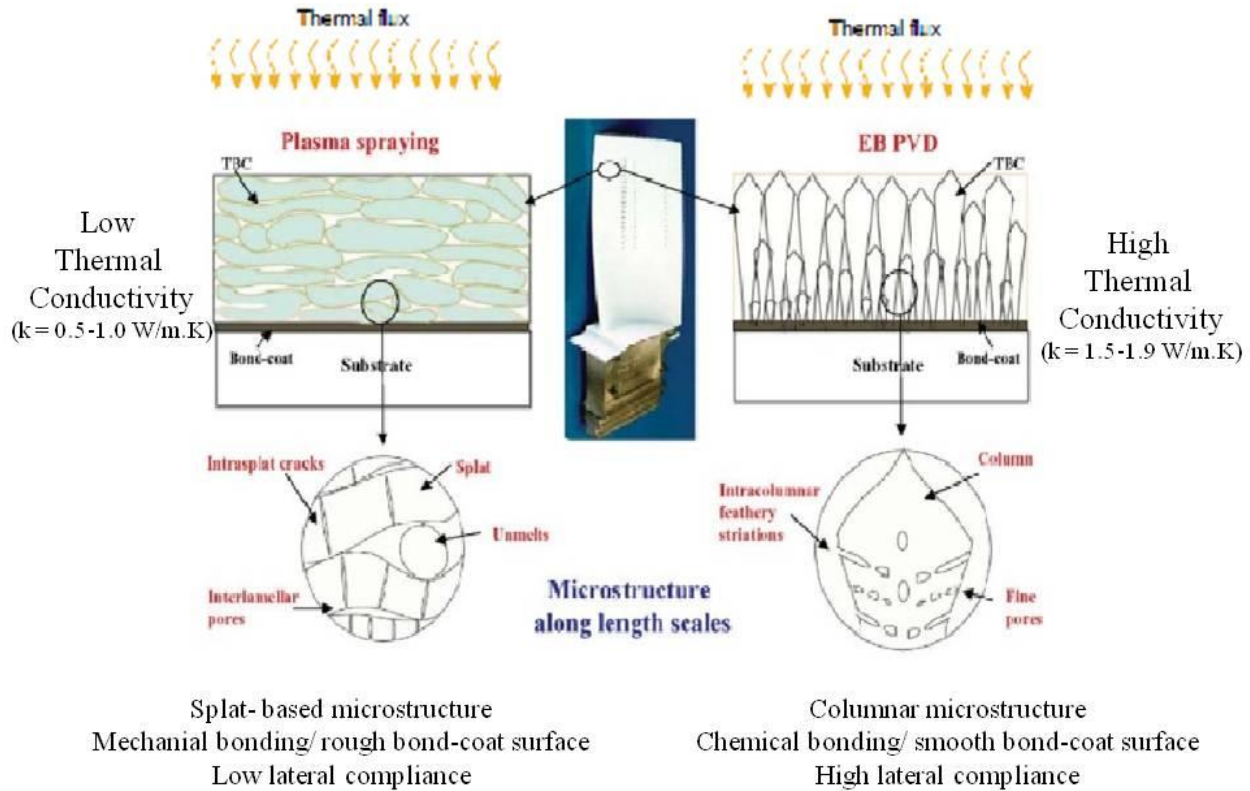 Thermal flux
Thermal flux
Plasma spraying
EB PVD
TBC
TBC
Low
Thermal
Conductivity
(k = 0.5-1.0 W/m.K)
High
Thermal
Conductivity
(k = 1.5-1.9 W/m.K)
Bond-coat
Substrate
Substrate
Bond-coat
Intrasplat cracks
Splat
Unmelts
Interlamellar
pores
Microstructure
along length scales
Column
Intracolumnar
feathery
striations
Fine
pores
Splat- based microstructure
Mechanial bonding/ rough bond-coat surface
Low lateral compliance
Columnar microstructure
Chemical bonding/ smooth bond-coat surface
High lateral compliance